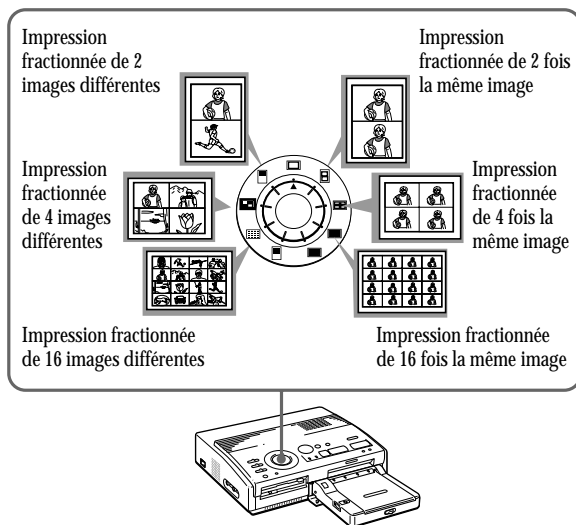 Impression
fractionnée de 2
images différentes
Impression
fractionnée de 2 fois
la même image
Impression
fractionnée
de 4 images
différentes
Impression
fractionnée
de 4 fois la
même image
Impression fractionnée
de 16 images différentes
Impression fractionnée
de 16 fois la même image